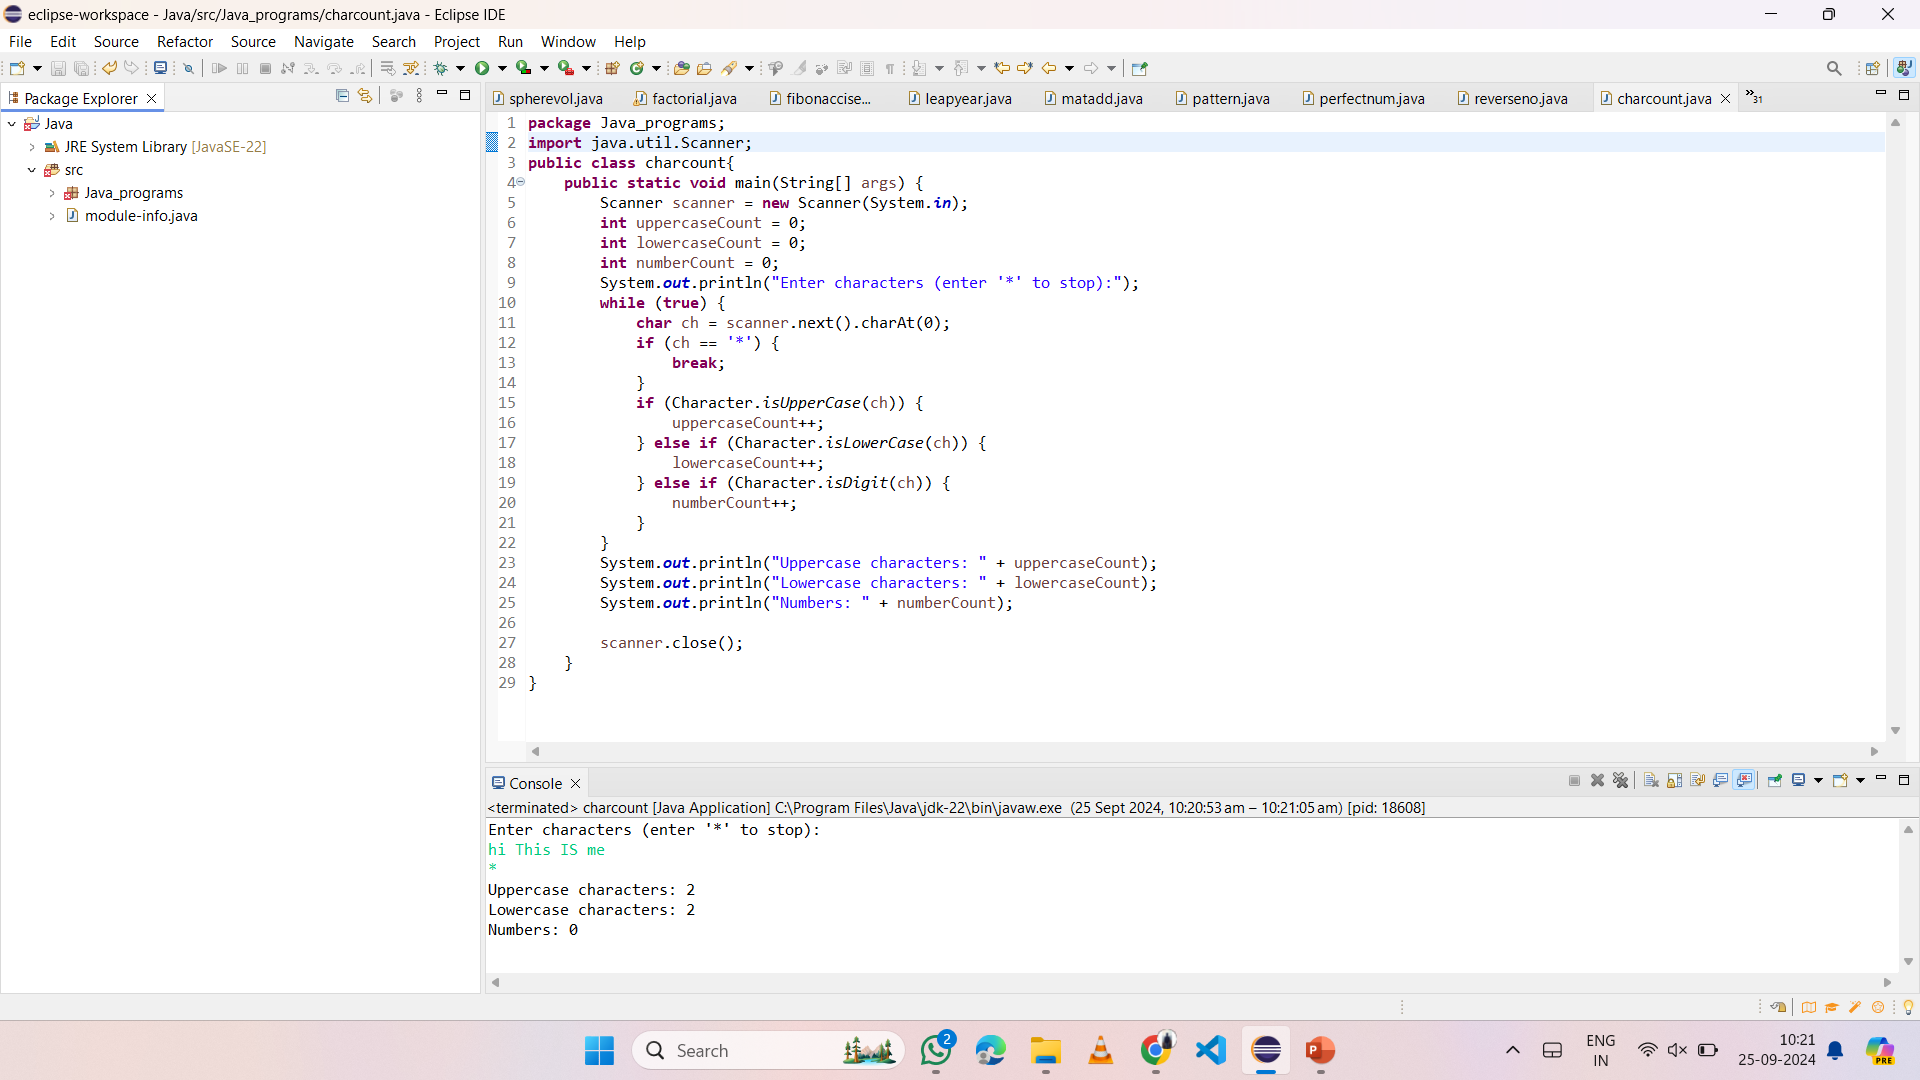 eclipse-workspace - Java/src/Java_programs/charcount.java - Eclipse IDE
File Edit Source Refactor Source Navigate Search Project Run Window Help
Package Explorer
Java
JRE System Library [JavaSE-22]
src
Java_programs
module-info.java
spherevol.java factorial.java fibonaccise... leapyear.java matadd.java pattern.java perfectnum.java reverseno.java charcount.java »31
1 package Java_programs;
2 import java.util.Scanner;
3 public class charcount{
4 public static void main(String[] args) {
5 Scanner scanner = new Scanner(System.in);
6 int uppercaseCount = 0;
7 int lowercaseCount = 0;
8 int numberCount = 0;
9 System.out.println("Enter characters (enter '*' to stop):");
10 while (true) {
11 char ch = scanner.next().charAt(0);
12 if (ch == '*') {
13 break;
14 }
15 if (Character.isUpperCase(ch)) {
16 uppercaseCount++;
17 } else if (Character.isLowerCase(ch)) {
18 lowercaseCount++;
19 } else if (Character.isDigit(ch)) {
20 numberCount++;
21 }
22 }
23 System.out.println("Uppercase characters: " + uppercaseCount);
24 System.out.println("Lowercase characters: " + lowercaseCount);
25 System.out.println("Numbers: " + numberCount);
26
27 scanner.close();
28 }
29 }
Console
<terminated> charcount [Java Application] C:\Program Files\Java\jdk-22\bin\javaw.exe (25 Sept 2024, 10:20:53 am – 10:21:05 am) [pid: 18608]
Enter characters (enter '*' to stop):
hi This IS me
*
Uppercase characters: 2
Lowercase characters: 2
Numbers: 0
Search
2
ENG
IN
10:21
25-09-2024
PRE